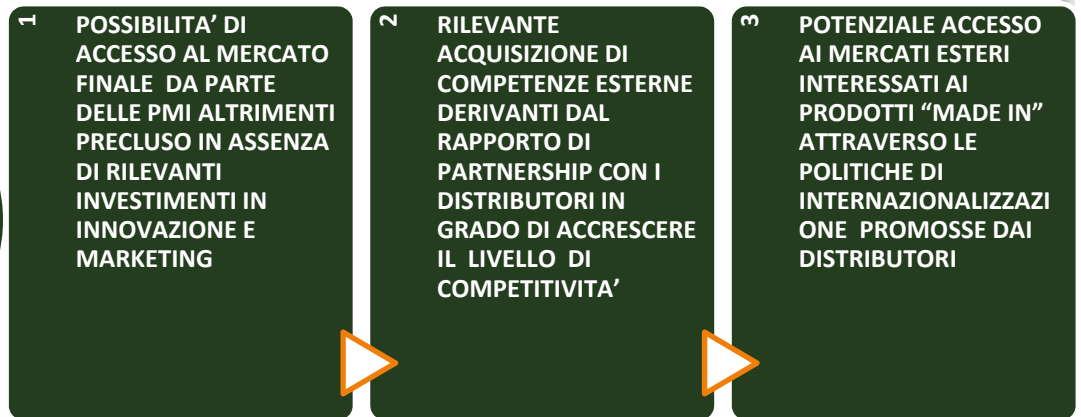 1
POSSIBILITA’ DI
ACCESSO AL MERCATO
FINALE DA PARTE
DELLE PMI ALTRIMENTI
PRECLUSO IN ASSENZA
DI RILEVANTI
INVESTIMENTI IN
INNOVAZIONE E
MARKETING
2
RILEVANTE
ACQUISIZIONE DI
COMPETENZE ESTERNE
DERIVANTI DAL
RAPPORTO DI
PARTNERSHIP CON I
DISTRIBUTORI IN
GRADO DI ACCRESCERE
IL LIVELLO DI
COMPETITIVITA’
3
POTENZIALE ACCESSO
AI MERCATI ESTERI
INTERESSATI AI
PRODOTTI “MADE IN”
ATTRAVERSO LE
POLITICHE DI
INTERNAZIONALIZZAZI
ONE PROMOSSE DAI
DISTRIBUTORI